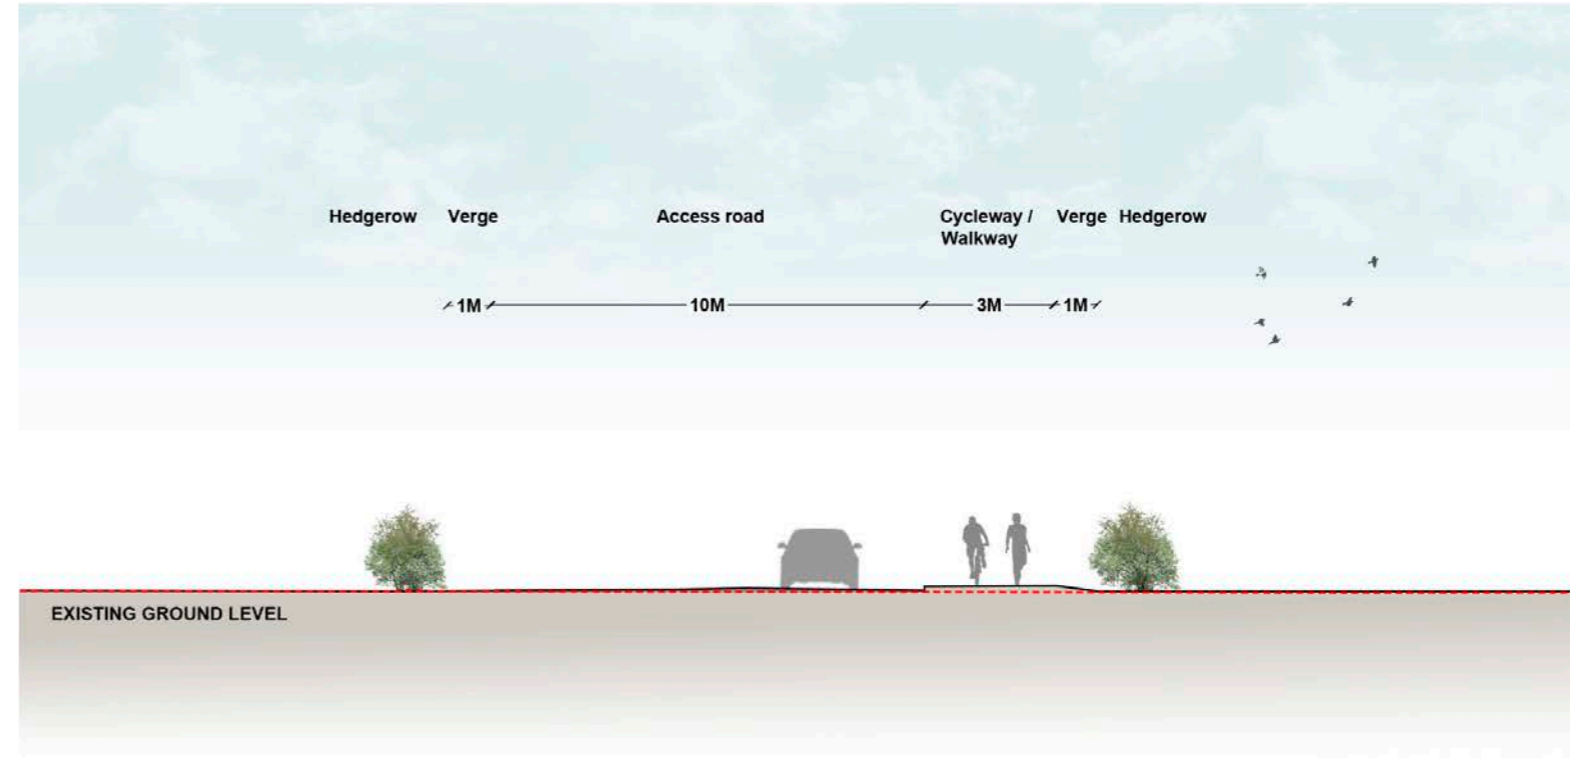 Hedgerow Verge Access road Cycleway / Verge Hedgerow
Walkway
1M 10M 3M 1M
EXISTING GROUND LEVEL